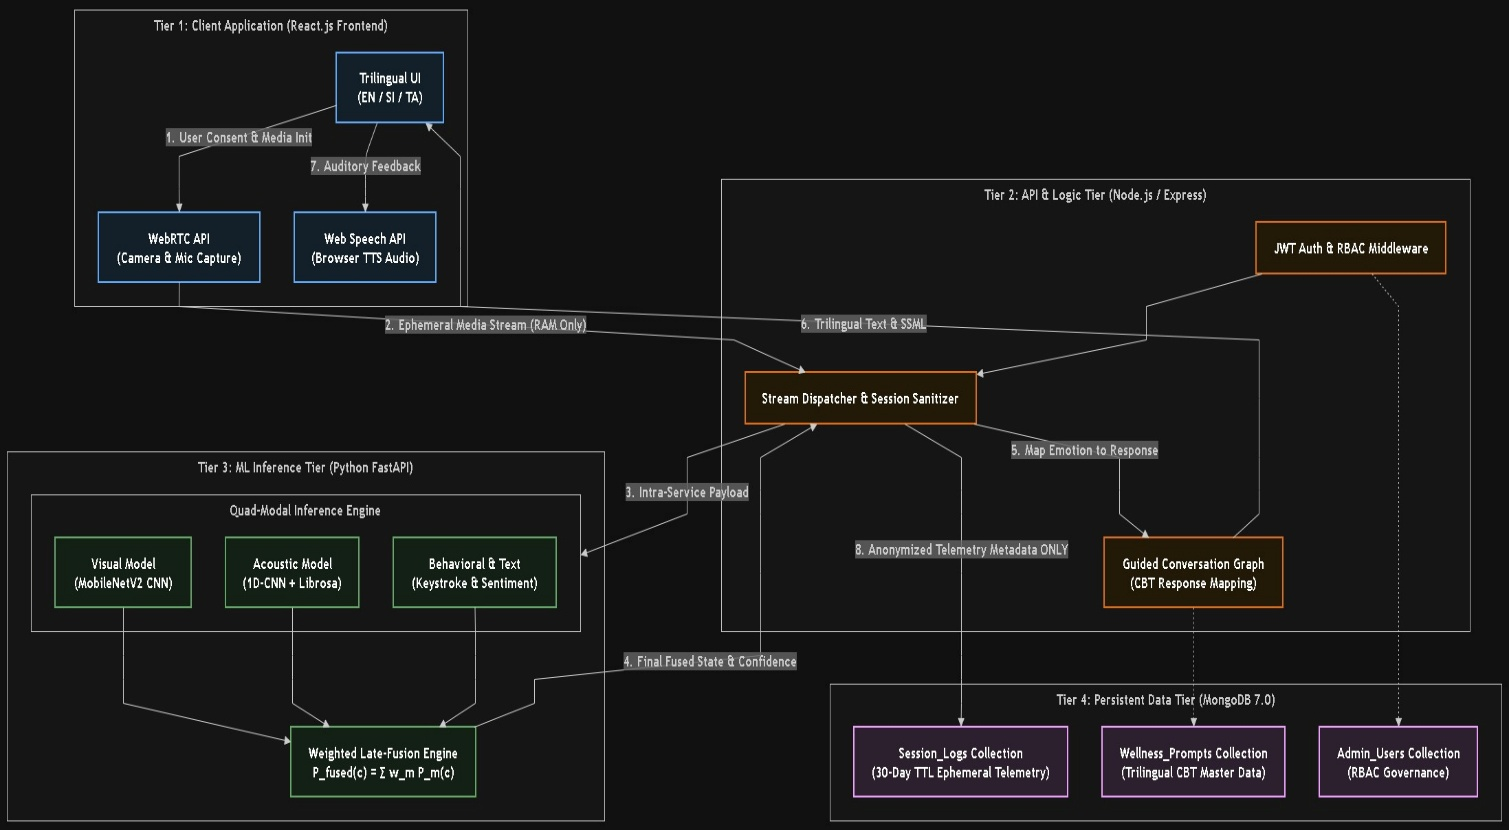 Tier 1: Client Application (React.js Frontend)
Trilingual UI
(EN / SI / TA)
1. User Consent & Media Init
7. Auditory Feedback
WebRTC API
(Camera & Mic Capture)
Web Speech API
(Browser TTS Audio)
Tier 2: API & Logic Tier (Node.js / Express)
JWT Auth & RBAC Middleware
2. Ephemeral Media Stream (RAM Only)
6. Trilingual Text & SSML
Stream Dispatcher & Session Sanitizer
5. Map Emotion to Response
Tier 3: ML Inference Tier (Python FastAPI)
3. Intra-Service Payload
Quad-Modal Inference Engine
8. Anonymized Telemetry Metadata ONLY
Visual Model
(MobileNetV2 CNN)
Acoustic Model
(1D-CNN + Librosa)
Behavioral & Text
(Keystroke & Sentiment)
Guided Conversation Graph
(CBT Response Mapping)
4. Final Fused State & Confidence
Tier 4: Persistent Data Tier (MongoDB 7.0)
Weighted Late-Fusion Engine
P_fused(c) = Σ w_m P_m(c)
Session_Logs Collection
(30-Day TTL Ephemeral Telemetry)
Wellness_Prompts Collection
(Trilingual CBT Master Data)
Admin_Users Collection
(RBAC Governance)